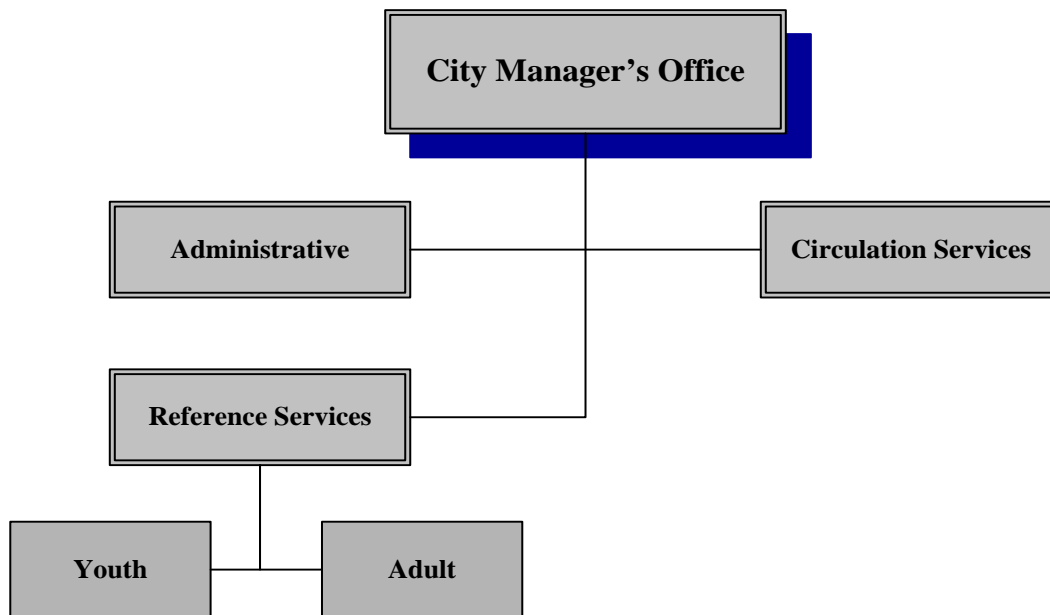 City Manager’s Office
Administrative
Circulation Services
Reference Services
Youth
Adult